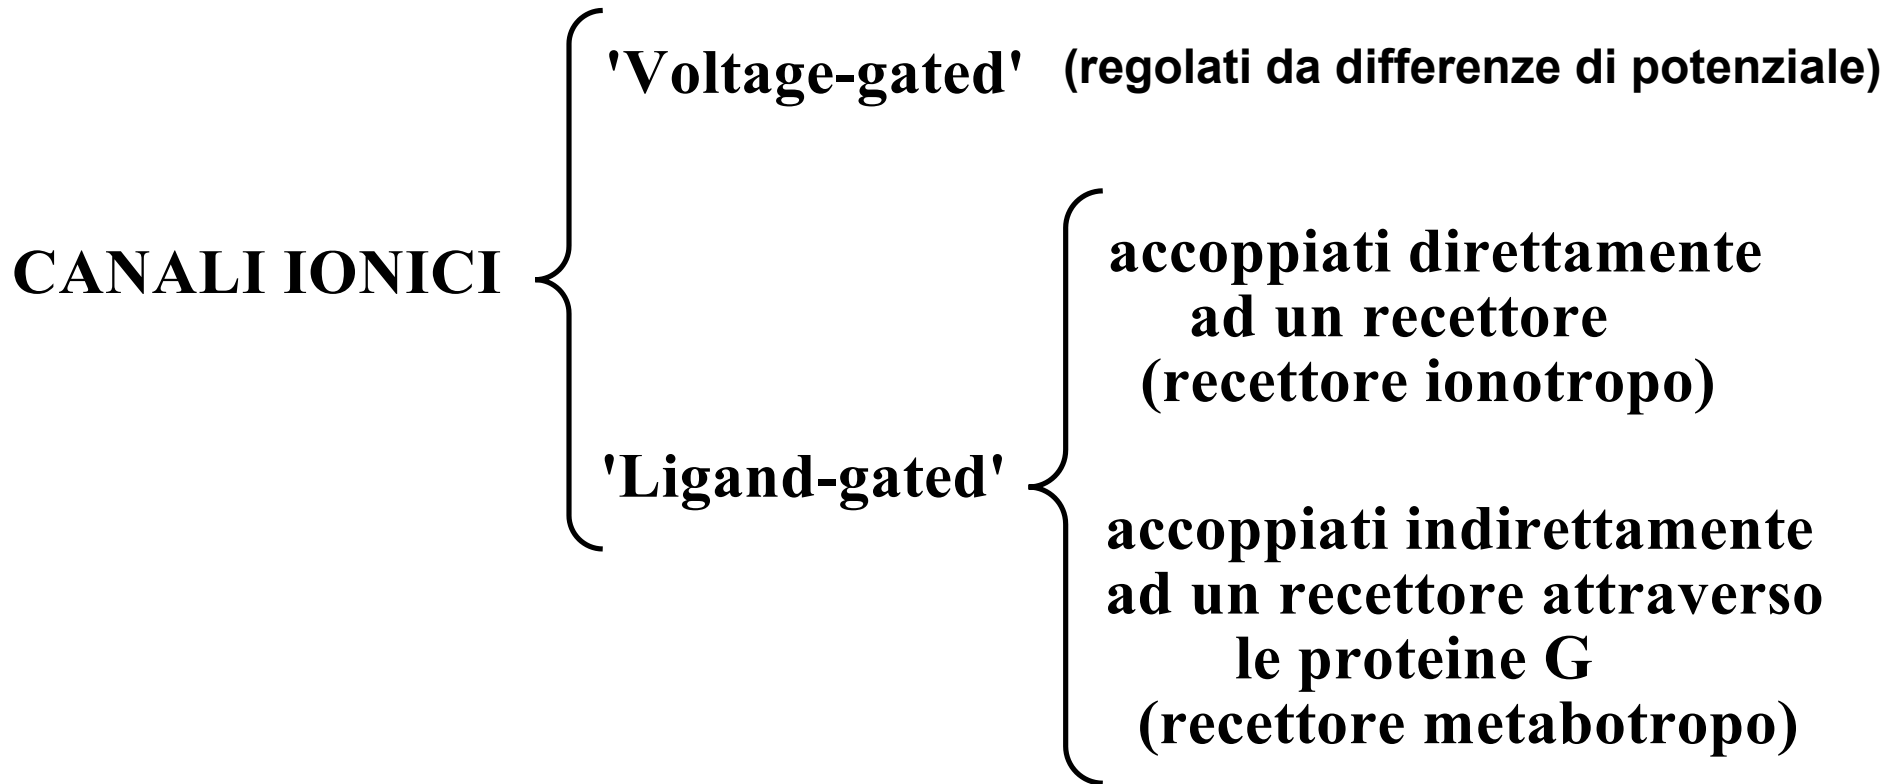 'Voltage-gated' (regolati da differenze di potenziale)
CANALI IONICI
accoppiati direttamente
ad un recettore
(recettore ionotropo)
'Ligand-gated'
accoppiati indirettamente
ad un recettore attraverso
le proteine G
(recettore metabotropo)